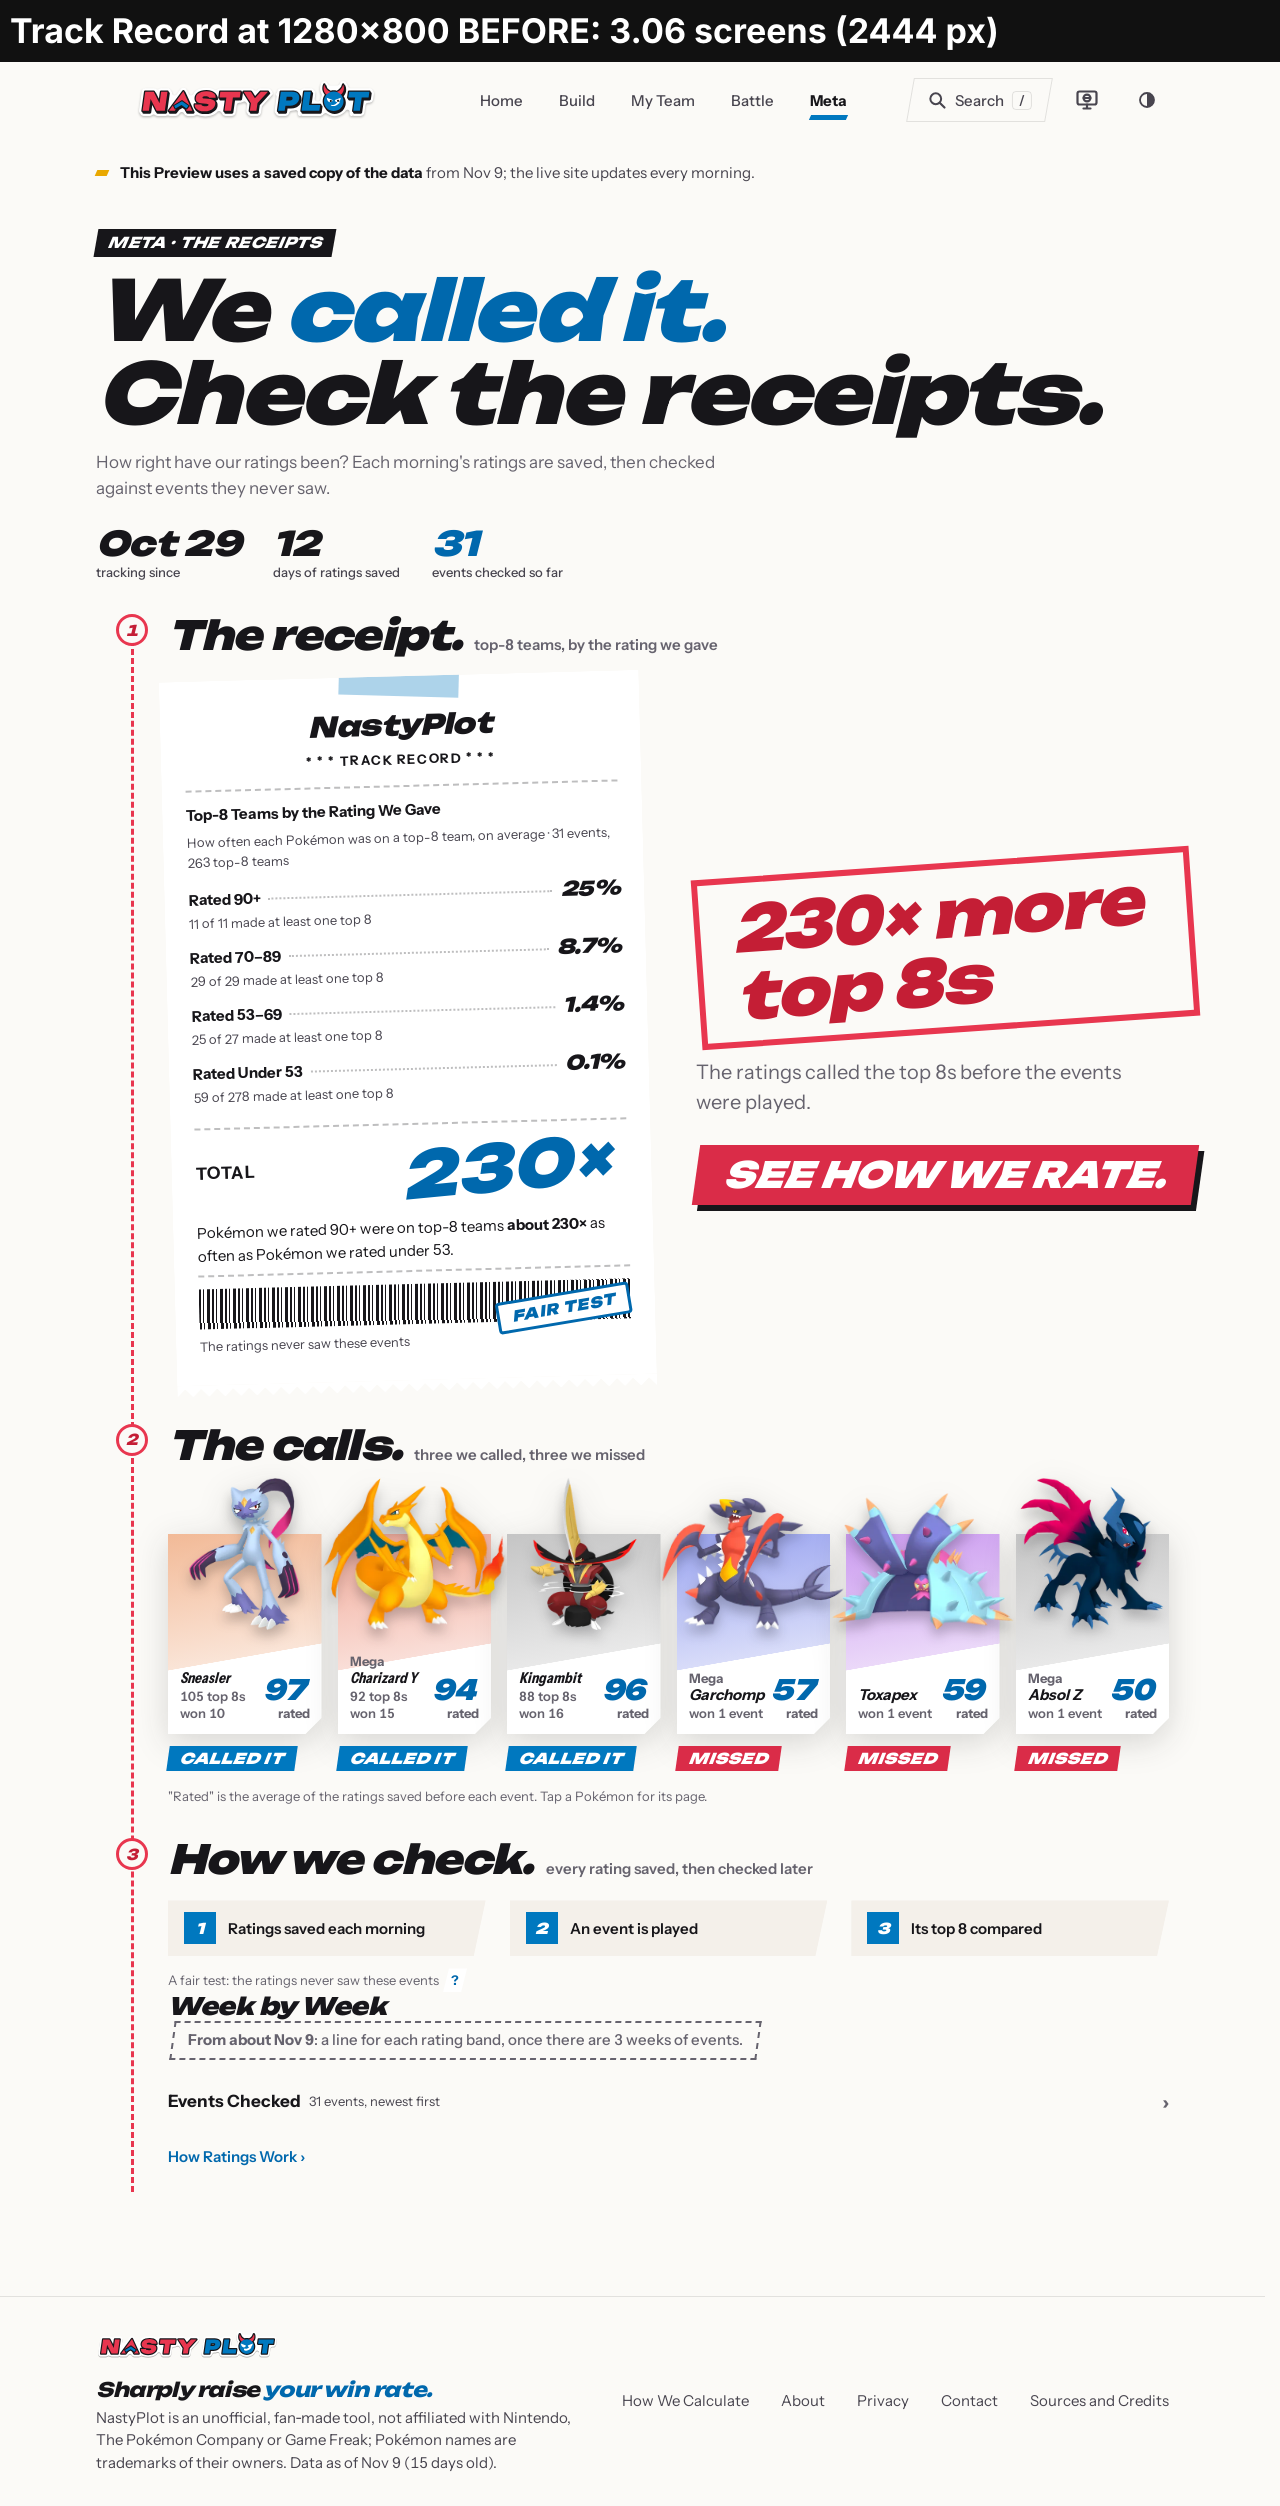 Track Record at 1280×800 BEFORE: 3.06 screens (2444 px)
NASTY PLOT
Home
Build
My Team
Battle
Meta
Search /
This Preview uses a saved copy of the data from Nov 9; the live site updates every morning.
META · THE RECEIPTS
We called it.
Check the receipts.
How right have our ratings been? Each morning's ratings are saved, then checked
against events they never saw.
Oct 29
tracking since
12
days of ratings saved
31
events checked so far
1
The receipt. top-8 teams, by the rating we gave
NastyPlot
* * * TRACK RECORD * * *
Top-8 Teams by the Rating We Gave
How often each Pokémon was on a top-8 team, on average · 31 events,
263 top-8 teams
Rated 90+ 25%
11 of 11 made at least one top 8
Rated 70–89 8.7%
29 of 29 made at least one top 8
Rated 53–69 1.4%
25 of 27 made at least one top 8
Rated Under 53 0.1%
59 of 278 made at least one top 8
TOTAL 230×
Pokémon we rated 90+ were on top-8 teams about 230× as
often as Pokémon we rated under 53.
FAIR TEST
The ratings never saw these events
230× more
top 8s
The ratings called the top 8s before the events
were played.
SEE HOW WE RATE.
2
The calls. three we called, three we missed
Sneasler
105 top 8s
won 10
97
rated
CALLED IT
Mega
Charizard Y
92 top 8s
won 15
94
rated
CALLED IT
Kingambit
88 top 8s
won 16
96
rated
CALLED IT
Mega
Garchomp
won 1 event
57
rated
MISSED
Toxapex
won 1 event
59
rated
MISSED
Mega
Absol Z
won 1 event
50
rated
MISSED
"Rated" is the average of the ratings saved before each event. Tap a Pokémon for its page.
3
How we check. every rating saved, then checked later
1 Ratings saved each morning
2 An event is played
3 Its top 8 compared
A fair test: the ratings never saw these events ?
Week by Week
From about Nov 9: a line for each rating band, once there are 3 weeks of events.
Events Checked 31 events, newest first ›
How Ratings Work ›
NASTY PLOT
Sharply raise your win rate.
NastyPlot is an unofficial, fan-made tool, not affiliated with Nintendo,
The Pokémon Company or Game Freak; Pokémon names are
trademarks of their owners. Data as of Nov 9 (15 days old).
How We Calculate
About
Privacy
Contact
Sources and Credits